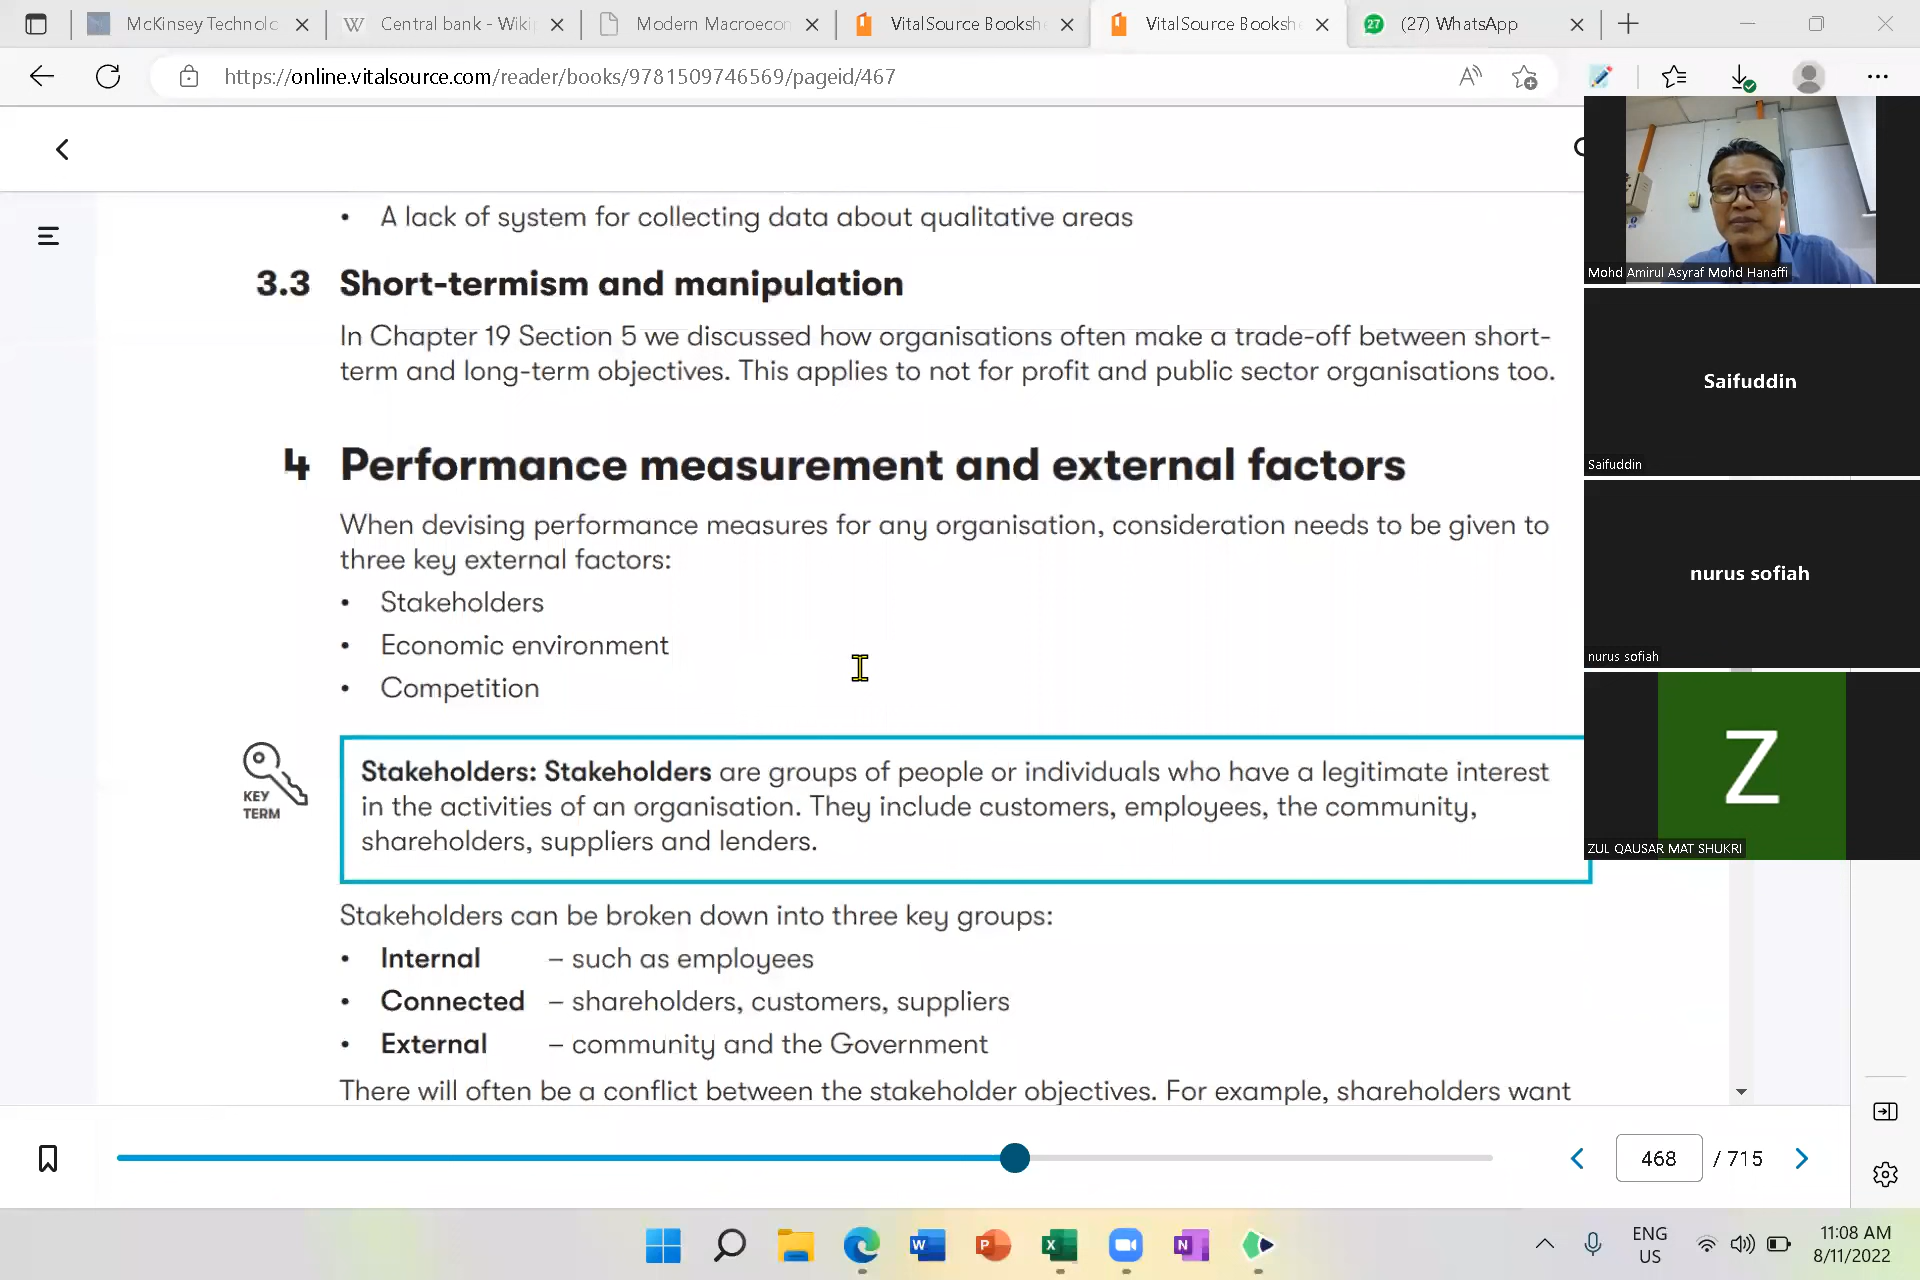 McKinsey Technolo
Central bank - Wiki
Modern Macroecon
VitalSource Bookshe
VitalSource Bookshe
27
(27) WhatsApp
https://online.vitalsource.com/reader/books/9781509746569/pageid/467
• A lack of system for collecting data about qualitative areas
3.3 Short-termism and manipulation
In Chapter 19 Section 5 we discussed how organisations often make a trade-off between short-
term and long-term objectives. This applies to not for profit and public sector organisations too.
4 Performance measurement and external factors
When devising performance measures for any organisation, consideration needs to be given to
three key external factors:
• Stakeholders
• Economic environment
• Competition
KEY
TERM
Stakeholders: Stakeholders are groups of people or individuals who have a legitimate interest
in the activities of an organisation. They include customers, employees, the community,
shareholders, suppliers and lenders.
Stakeholders can be broken down into three key groups:
• Internal – such as employees
• Connected – shareholders, customers, suppliers
• External – community and the Government
There will often be a conflict between the stakeholder objectives. For example, shareholders want
Mohd Amirul Asyraf Mohd Hanaffi
Saifuddin
Saifuddin
nurus sofiah
nurus sofiah
Z
ZUL QAUSAR MAT SHUKRI
468 / 715
ENG
US
11:08 AM
8/11/2022